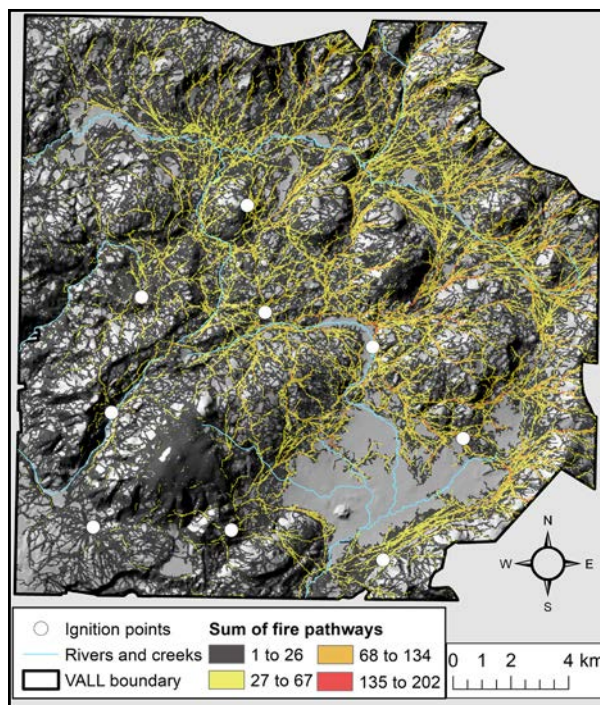 N
W E
S
Ignition points
Rivers and creeks
VALL boundary
Sum of fire pathways
1 to 26
68 to 134
27 to 67
135 to 202
0 1 2 4 km